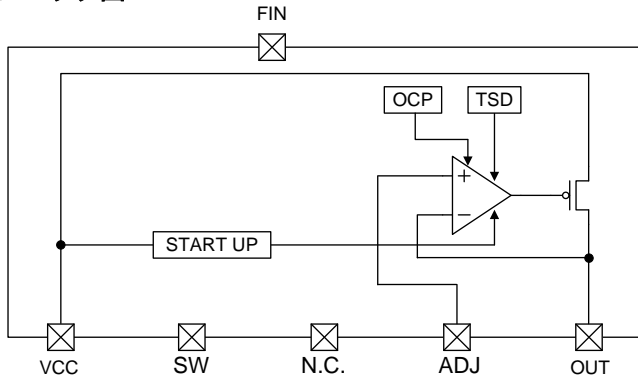 FIN
OCP
TSD
+
−
START UP
VCC
SW
N.C.
ADJ
OUT